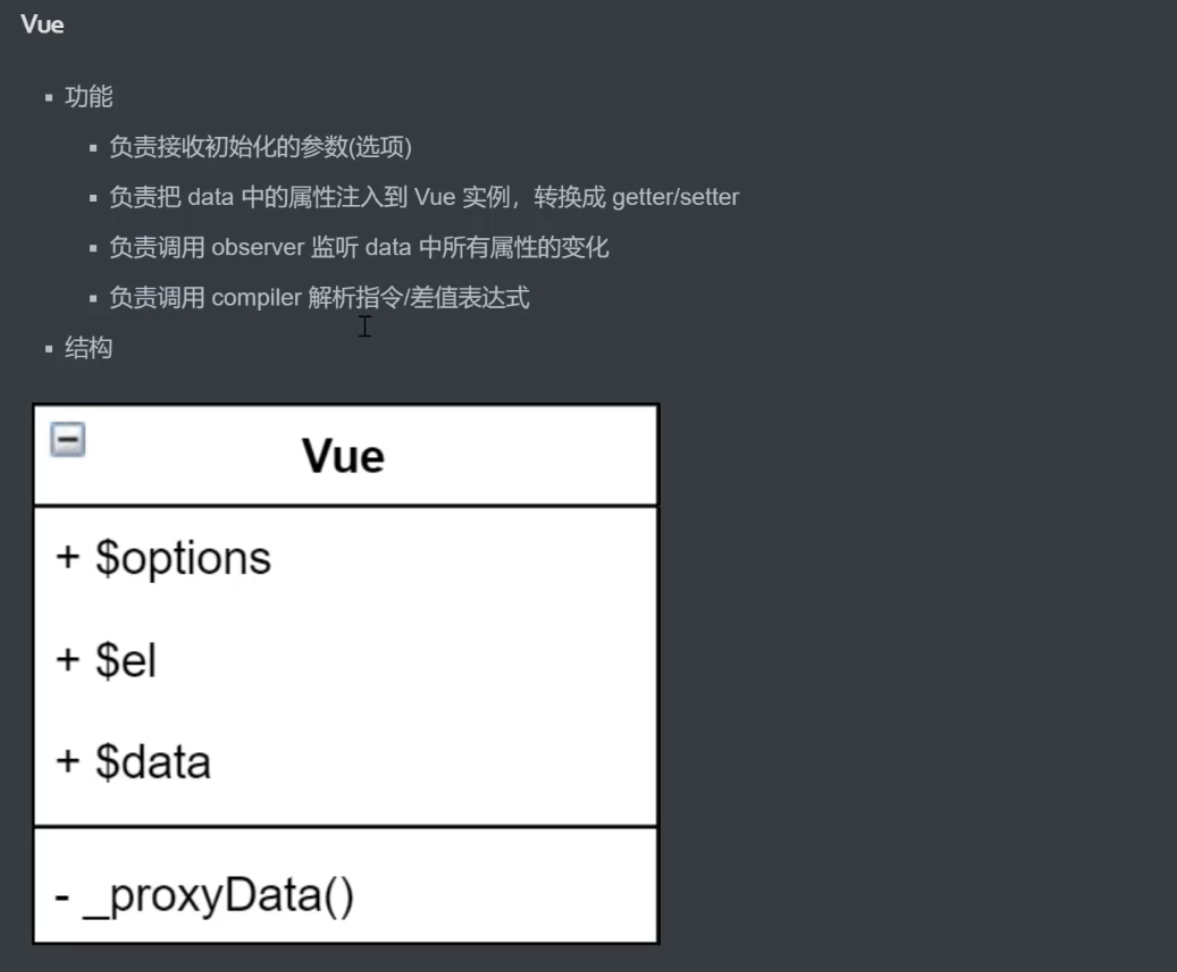 Vue
功能
负责接收初始化的参数(选项)
负责把 data 中的属性注入到 Vue 实例，转换成 getter/setter
负责调用 observer 监听 data 中所有属性的变化
负责调用 compiler 解析指令/差值表达式
结构
Vue
+ $options
+ $el
+ $data
- _proxyData()